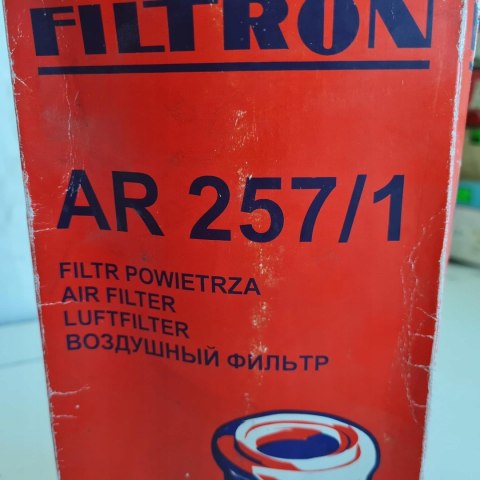 FILTRON
AR 257/1
FILTR POWIETRZA
AIR FILTER
LUFTFILTER
ВОЗДУШНЫЙ ФИЛЬТР